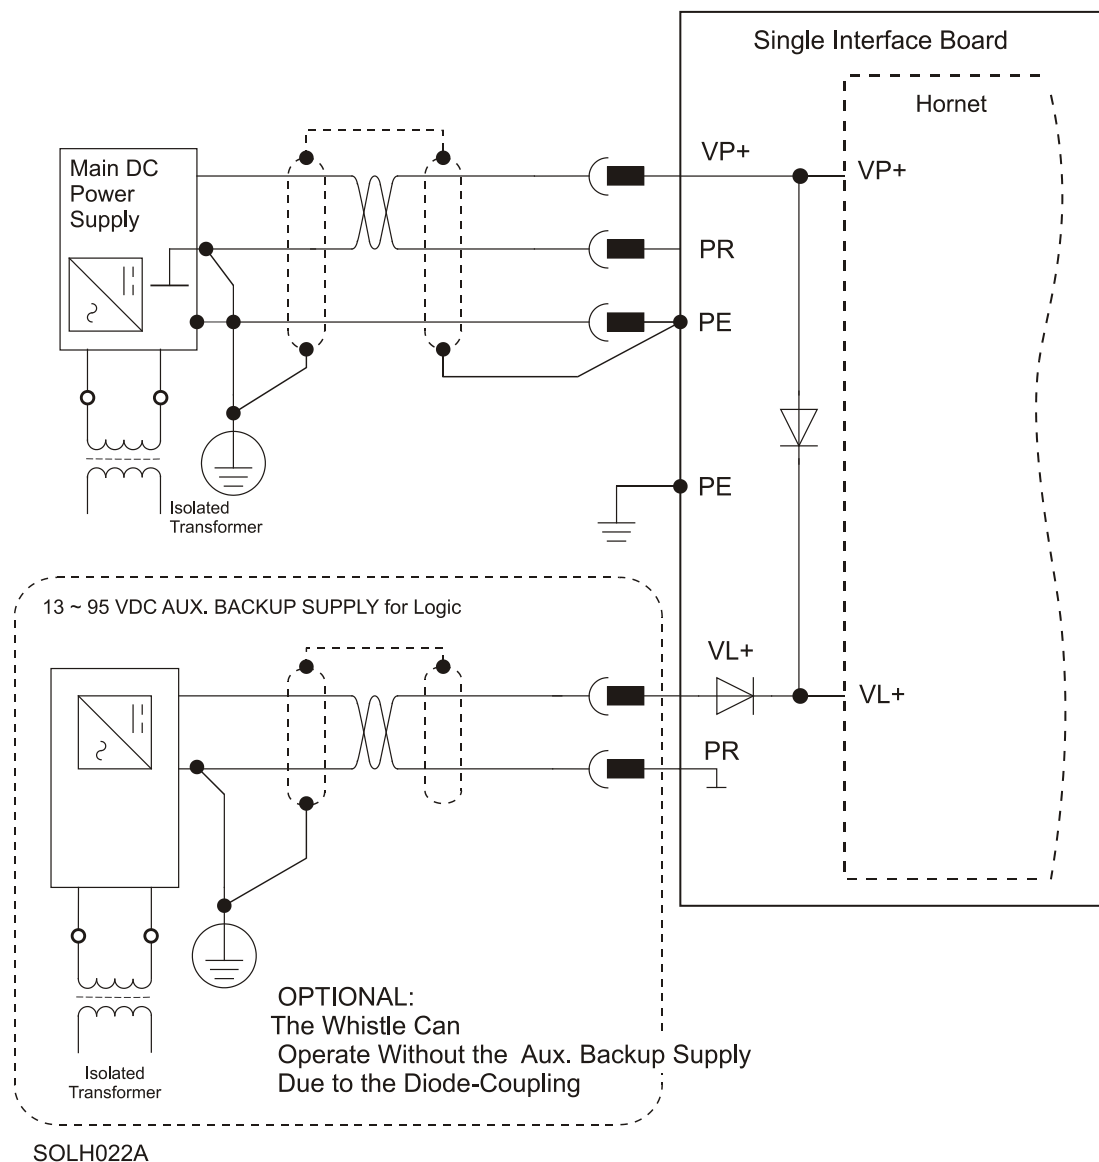 Single Interface Board
Hornet
Main DC
Power
Supply
VP+
VP+
PR
PE
Isolated
Transformer
PE
13 ~ 95 VDC AUX. BACKUP SUPPLY for Logic
VL+
VL+
PR
OPTIONAL:
The Whistle Can
Operate Without the Aux. Backup Supply
Due to the Diode-Coupling
Isolated
Transformer
SOLH022A